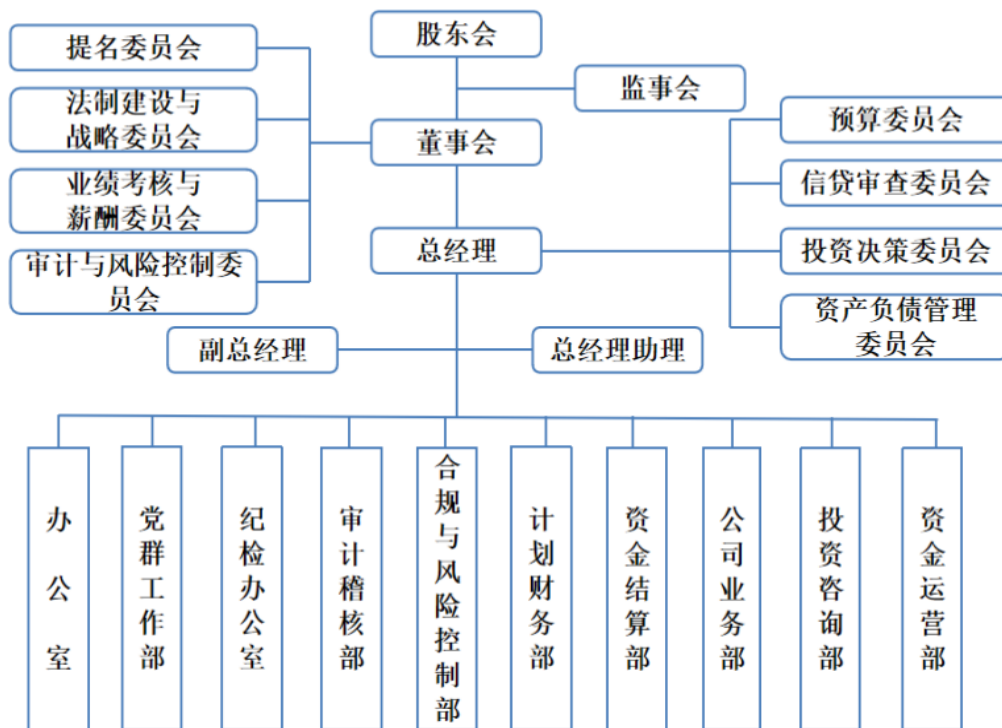 股东会
监事会
董事会
提名委员会
法制建设与
战略委员会
业绩考核与
薪酬委员会
审计与风险控制委
员会
总经理
预算委员会
信贷审查委员会
投资决策委员会
资产负债管理
委员会
副总经理
总经理助理
办公室
党群工作部
纪检办公室
审计稽核部
合规与风险控制部
计划财务部
资金结算部
公司业务部
投资咨询部
资金运营部